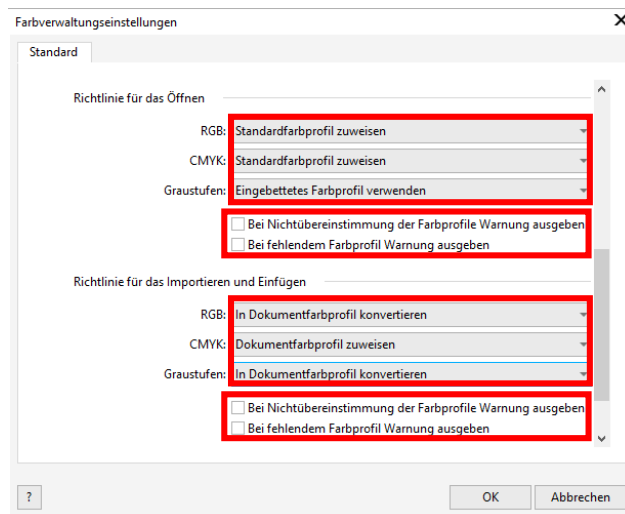 Farbverwaltungseinstellungen
Standard
Richtlinie für das Öffnen
RGB: Standardfarbprofil zuweisen
CMYK: Standardfarbprofil zuweisen
Graustufen: Eingebettetes Farbprofil verwenden
Bei Nichtübereinstimmung der Farbprofile Warnung ausgeben
Bei fehlendem Farbprofil Warnung ausgeben
Richtlinie für das Importieren und Einfügen
RGB: In Dokumentfarbprofil konvertieren
CMYK: Dokumentfarbprofil zuweisen
Graustufen: In Dokumentfarbprofil konvertieren
Bei Nichtübereinstimmung der Farbprofile Warnung ausgeben
Bei fehlendem Farbprofil Warnung ausgeben
? OK Abbrechen